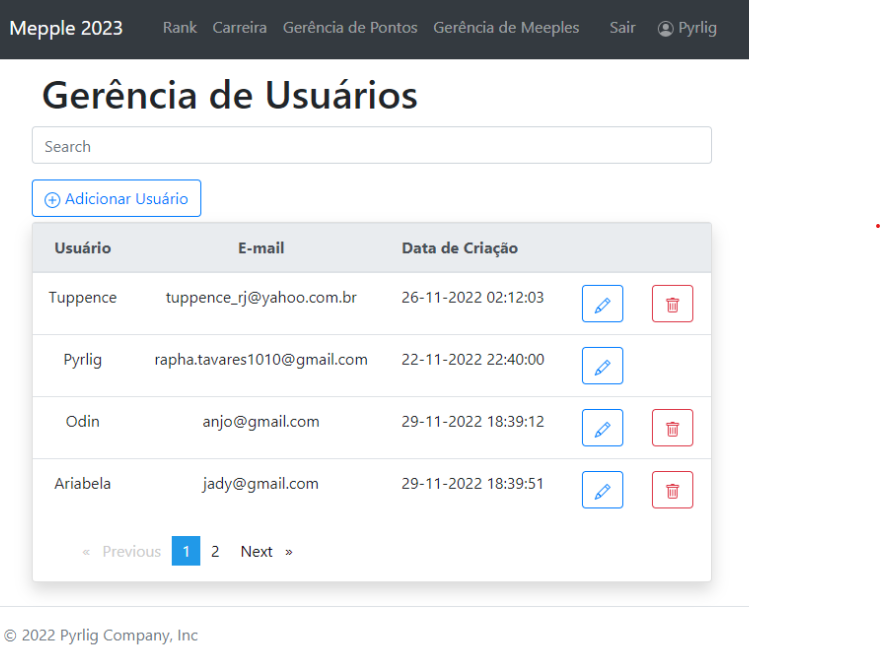 Mepple 2023 Rank Carreira Gerência de Pontos Gerência de Meeples Sair Pyrlig
Gerência de Usuários
Search
Adicionar Usuário
Usuário E-mail Data de Criação
Tuppence tuppence_rj@yahoo.com.br 26-11-2022 02:12:03
Pyrlig rapha.tavares1010@gmail.com 22-11-2022 22:40:00
Odin anjo@gmail.com 29-11-2022 18:39:12
Ariabela jady@gmail.com 29-11-2022 18:39:51
« Previous 1 2 Next »
© 2022 Pyrlig Company, Inc